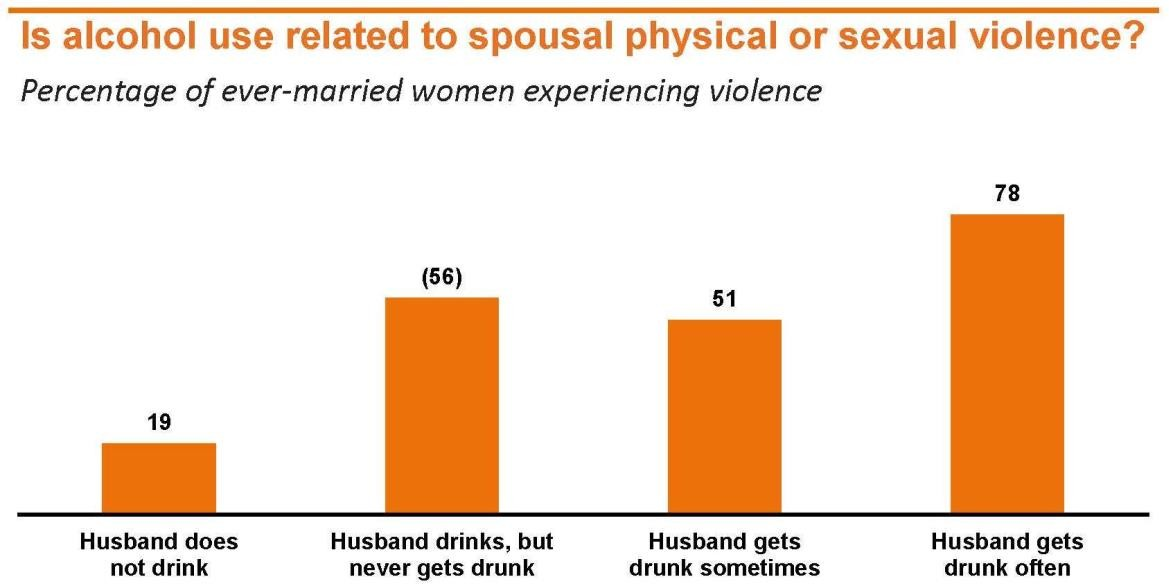 Is alcohol use related to spousal physical or sexual violence?
Percentage of ever-married women experiencing violence
78
(56)
51
19
Husband does
not drink
Husband drinks, but
never gets drunk
Husband gets
drunk sometimes
Husband gets
drunk often